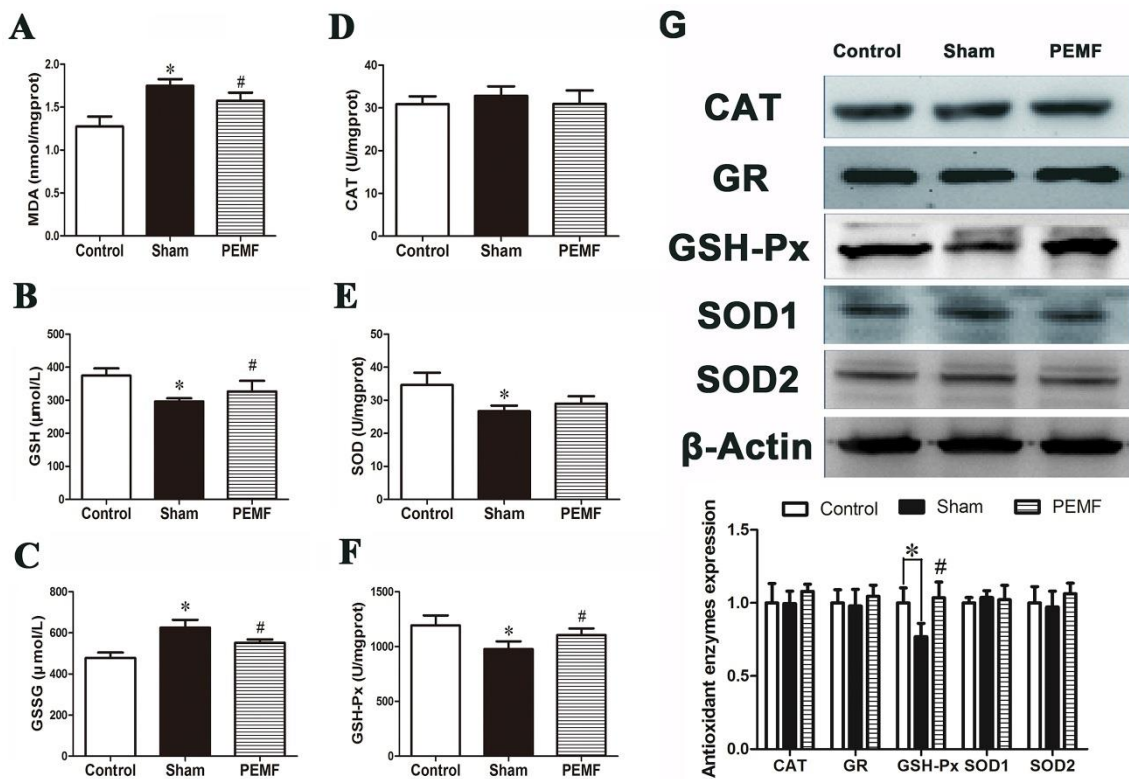 A
MDA (nmol/mgprot)
2.0
1.5
1.0
0.5
0.0
*
#
Control Sham PEMF
B
GSH (μmol/L)
500
400
300
200
100
0
*
#
Control Sham PEMF
C
GSSG (μmol/L)
800
600
400
200
0
*
#
Control Sham PEMF
D
CAT (U/mgprot)
40
30
20
10
0
Control Sham PEMF
E
SOD (U/mgprot)
40
30
20
10
0
*
Control Sham PEMF
F
GSH-Px (U/mgprot)
1500
1000
500
0
*
#
Control Sham PEMF
G
Control Sham PEMF
CAT
GR
GSH-Px
SOD1
SOD2
β-Actin
Control Sham PEMF
Antioxidant enzymes expression
1.5
1.0
0.5
0.0
*
#
CAT GR GSH-Px SOD1 SOD2